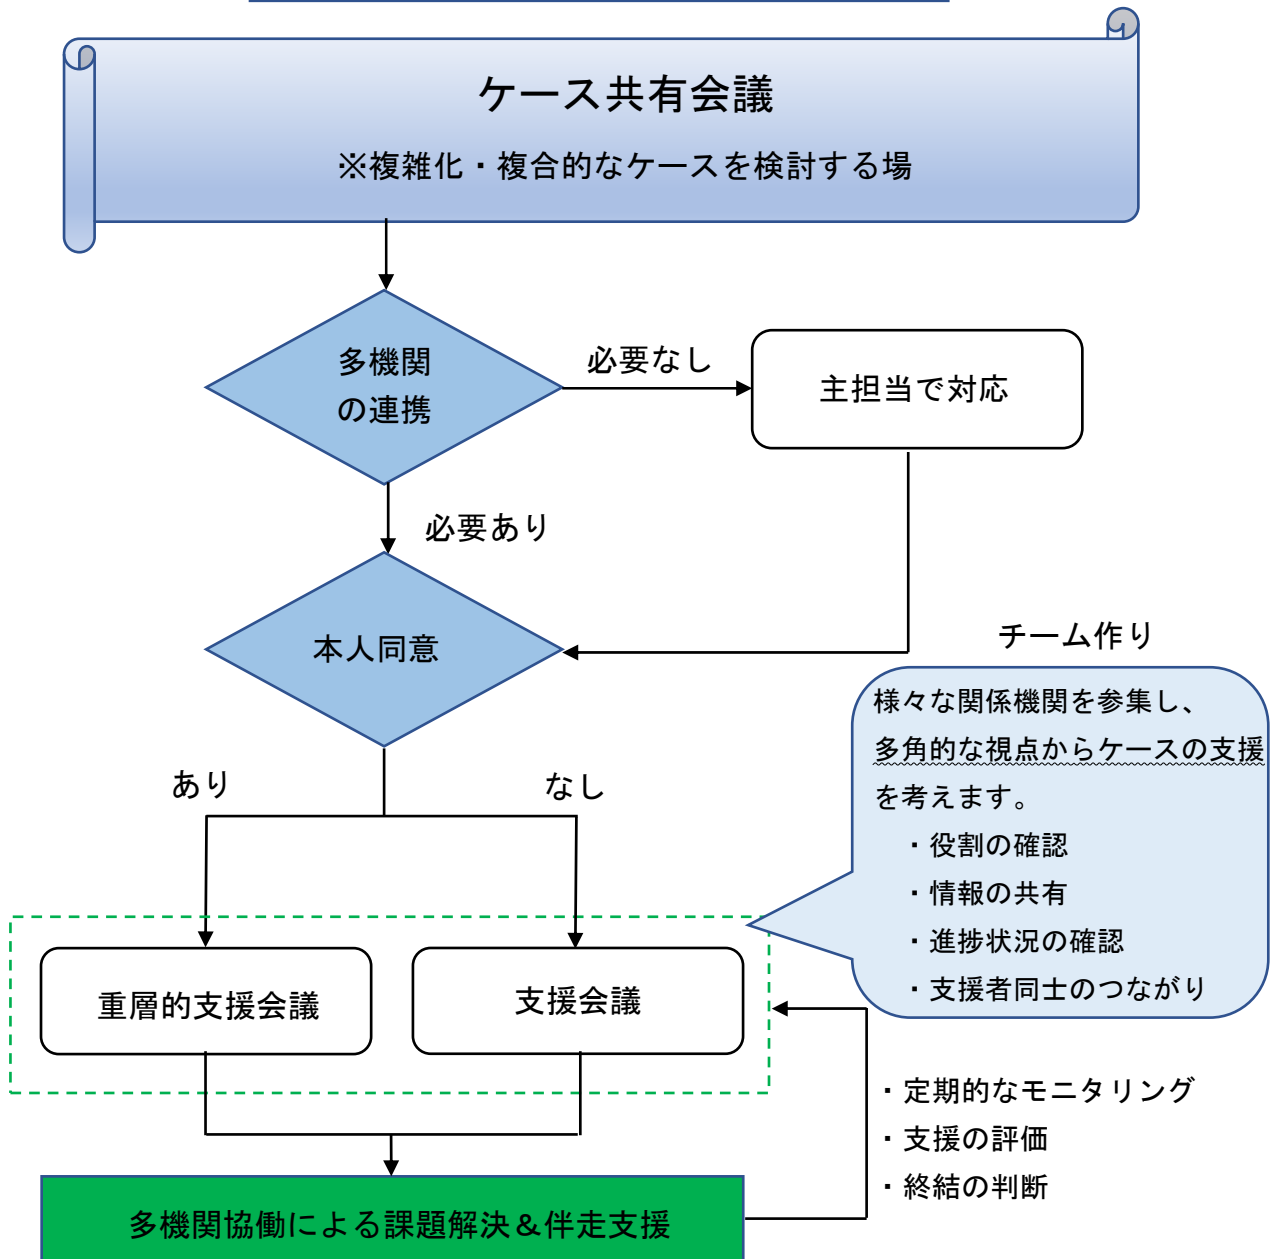 ケース共有会議
※複雑化・複合的なケースを検討する場
多機関
の連携
必要なし
主担当で対応
必要あり
本人同意
チーム作り
様々な関係機関を参集し、
多角的な視点からケースの支援
を考えます。
・役割の確認
・情報の共有
・進捗状況の確認
・支援者同士のつながり
あり
なし
重層的支援会議
支援会議
・定期的なモニタリング
・支援の評価
・終結の判断
多機関協働による課題解決＆伴走支援